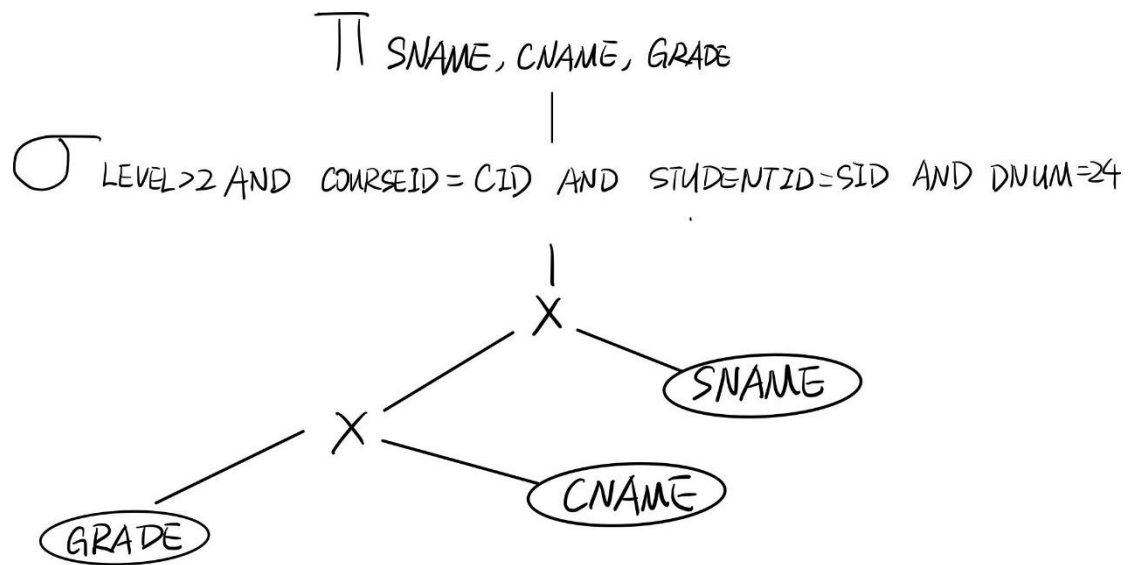 π SNAME, CNAME, GRADE
σ LEVEL>2 AND COURSEID = CID AND STUDENTID=SID AND DNUM=24
X
SNAME
X
CNAME
GRADE